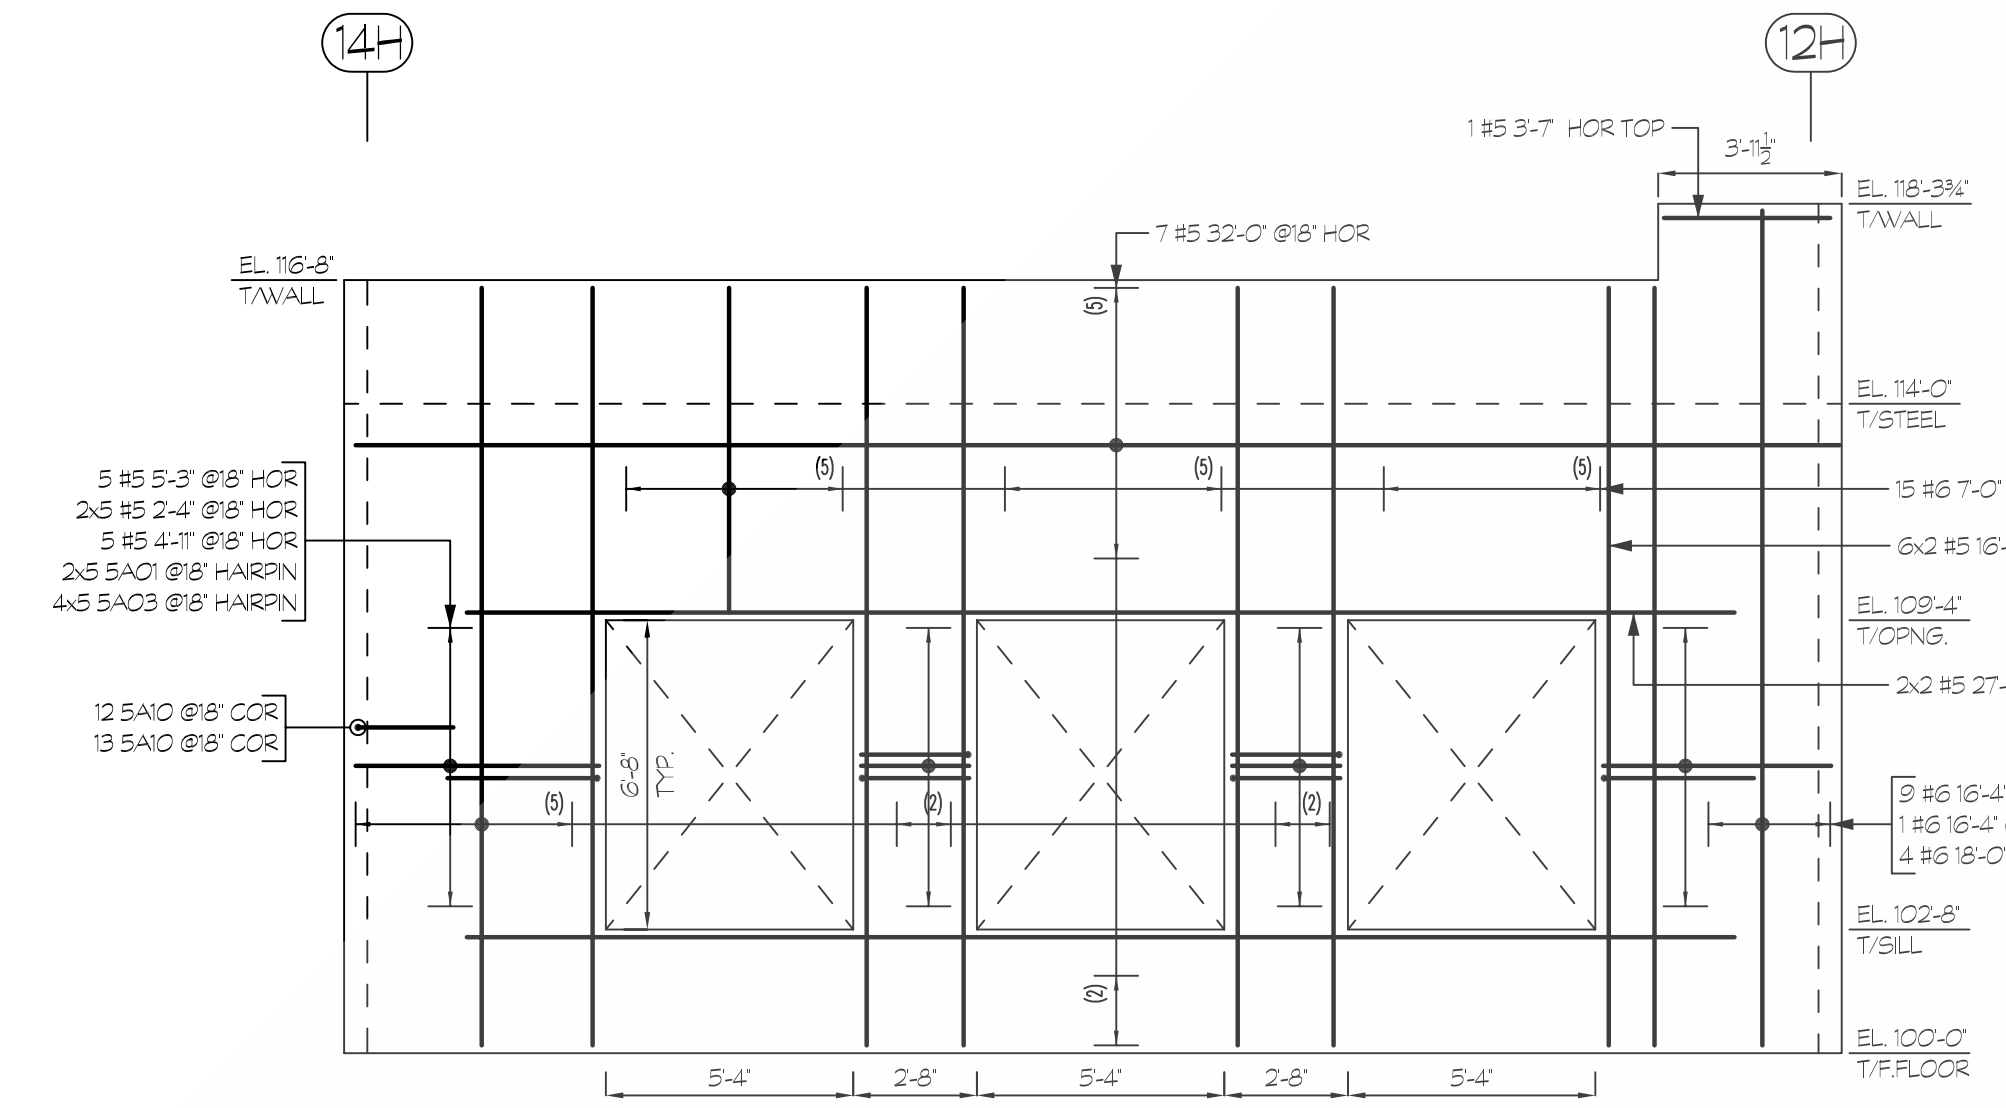 14H
12H
1 #5 3'-7" HOR TOP
3'-11½"
EL. 118'-3¾"
T/WALL
7 #5 32'-0" @18" HOR
EL. 116'-8"
T/WALL
(5)
EL. 114'-0"
T/STEEL
(5)
(5)
(5)
5 #5 5'-3" @18" HOR
2x5 #5 2'-4" @18" HOR
5 #5 4'-11" @18" HOR
2x5 5A01 @18" HAIRPIN
4x5 5A03 @18" HAIRPIN
15 #6 7'-0"
6x2 #5 16'-
EL. 109'-4"
T/OPNG.
2x2 #5 27'-
12 5A10 @18" COR
13 5A10 @18" COR
6'-8"
TYP.
(5)
(2)
(2)
9 #6 16'-4"
1 #6 16'-4"
4 #6 18'-0"
EL. 102'-8"
T/SILL
(2)
EL. 100'-0"
T/F.FLOOR
5'-4"
2'-8"
5'-4"
2'-8"
5'-4"